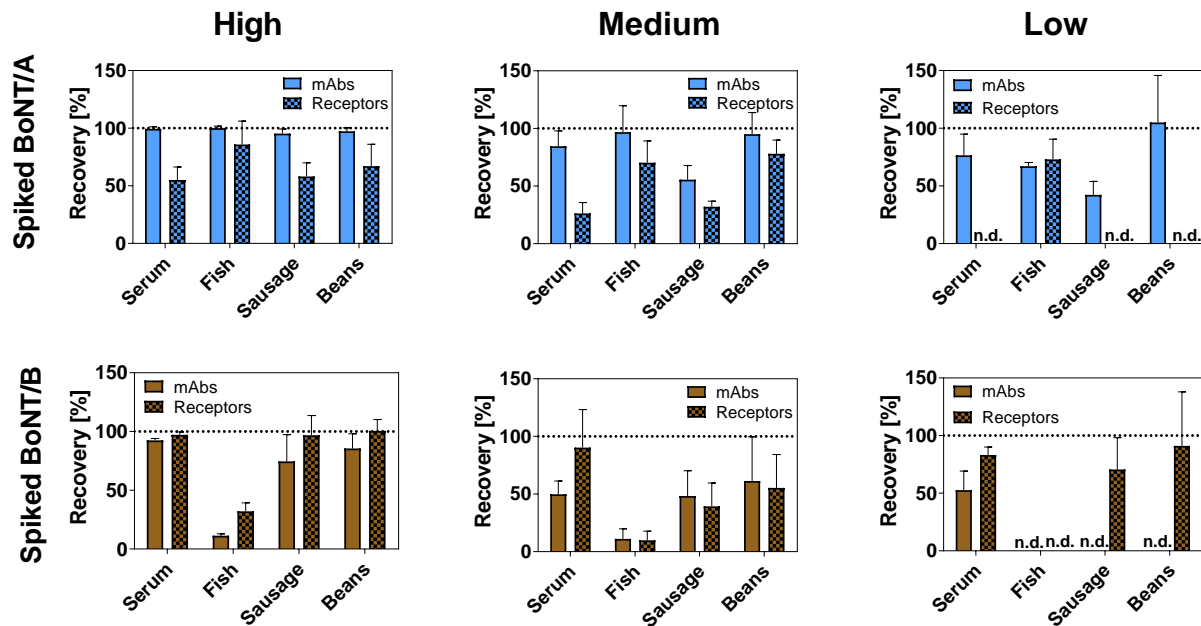 High
Medium
Low
Spiked BoNT/A
Recovery [%]
150
100
50
0
mAbs
Receptors
Serum
Fish
Sausage
Beans
Recovery [%]
150
100
50
0
mAbs
Receptors
Serum
Fish
Sausage
Beans
Recovery [%]
150
100
50
0
mAbs
Receptors
n.d.
n.d.
n.d.
Serum
Fish
Sausage
Beans
Spiked BoNT/B
Recovery [%]
150
100
50
0
mAbs
Receptors
Serum
Fish
Sausage
Beans
Recovery [%]
150
100
50
0
mAbs
Receptors
Serum
Fish
Sausage
Beans
Recovery [%]
150
100
50
0
mAbs
Receptors
n.d. n.d. n.d.
n.d.
Serum
Fish
Sausage
Beans